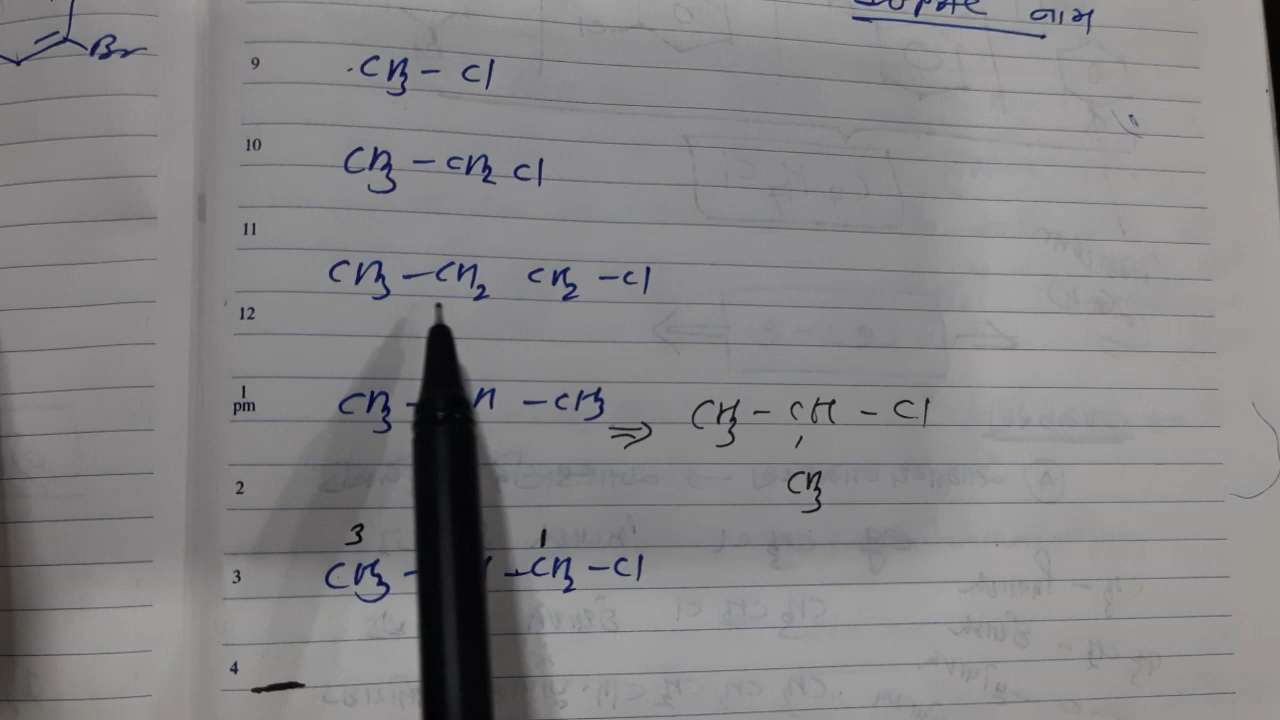 নাম
Br
9
CH3 - Cl
10
CH3 - CH2 Cl
11
CH3 - CH2 CH2 - Cl
12
1 pm
CH3 - H - CH3 ⇒ CH3 - CH - Cl
CH3
2
3 1
3
CH3 - - CH2 - Cl
4